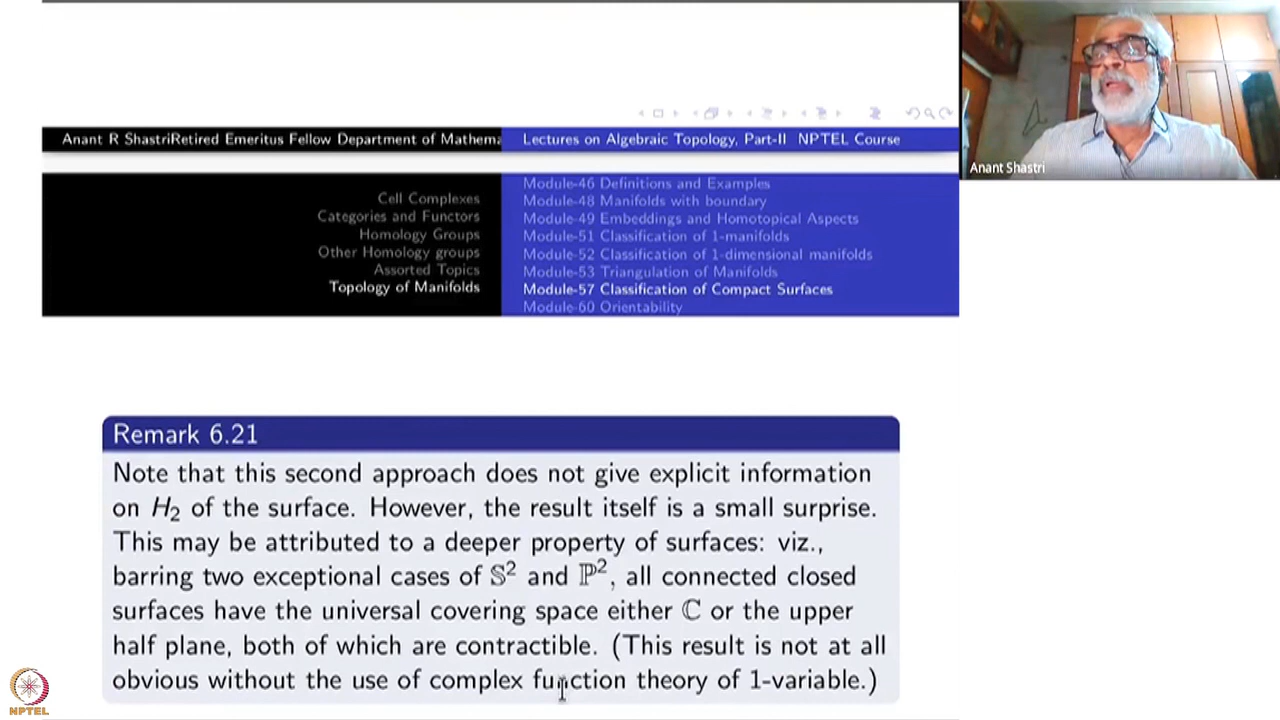 Anant R ShastriRetired Emeritus Fellow Department of Mathema
Lectures on Algebraic Topology, Part-II NPTEL Course
Anant Shastri
Cell Complexes
Categories and Functors
Homology Groups
Other Homology groups
Assorted Topics
Topology of Manifolds
Module-46 Definitions and Examples
Module-48 Manifolds with boundary
Module-49 Embeddings and Homotopical Aspects
Module-51 Classification of 1-manifolds
Module-52 Classification of 1-dimensional manifolds
Module-53 Triangulation of Manifolds
Module-57 Classification of Compact Surfaces
Module-60 Orientability
Remark 6.21
Note that this second approach does not give explicit information
on H₂ of the surface. However, the result itself is a small surprise.
This may be attributed to a deeper property of surfaces: viz.,
barring two exceptional cases of 𝕊² and ℙ², all connected closed
surfaces have the universal covering space either ℂ or the upper
half plane, both of which are contractible. (This result is not at all
obvious without the use of complex function theory of 1-variable.)
NPTEL